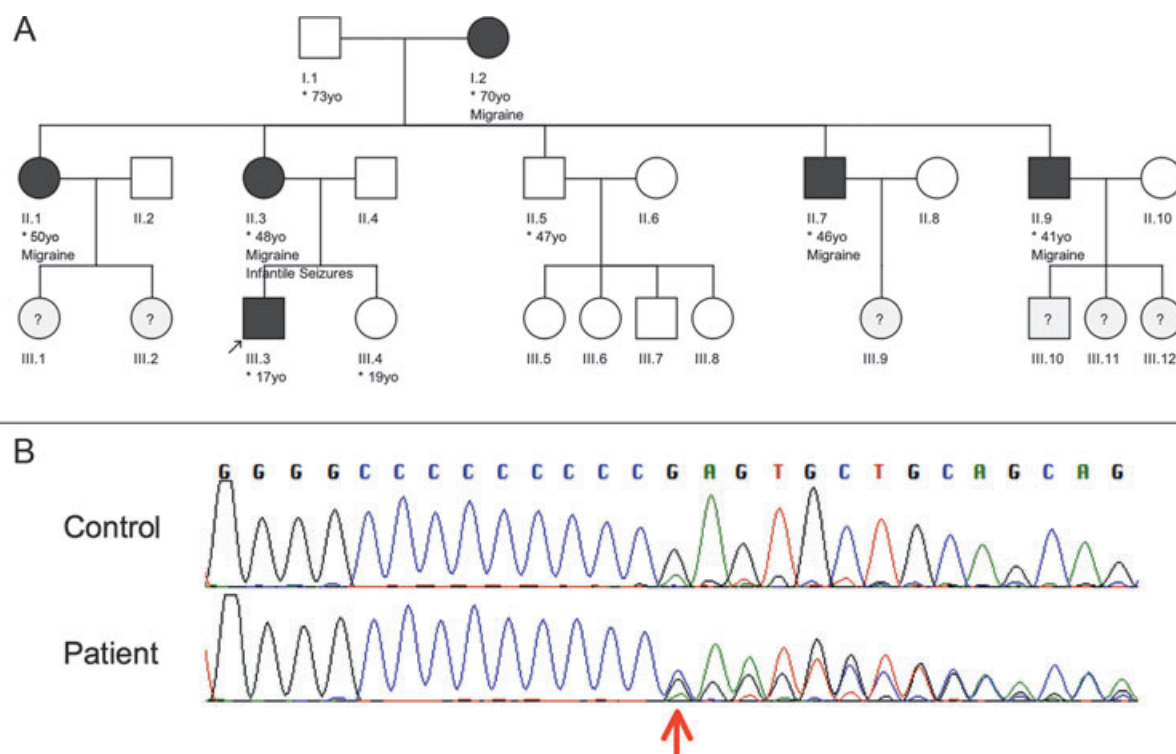 A
I.1
* 73yo
I.2
* 70yo
Migraine
II.1
* 50yo
Migraine
II.2
II.3
* 48yo
Migraine
Infantile Seizures
II.4
II.5
* 47yo
II.6
II.7
* 46yo
Migraine
II.8
II.9
* 41yo
Migraine
II.10
?
III.1
?
III.2
III.3
* 17yo
III.4
* 19yo
III.5
III.6
III.7
III.8
?
III.9
?
III.10
?
III.11
?
III.12
B
G G G G C C C C C C C C C G A G T G C T G C A G C A G
Control
Patient